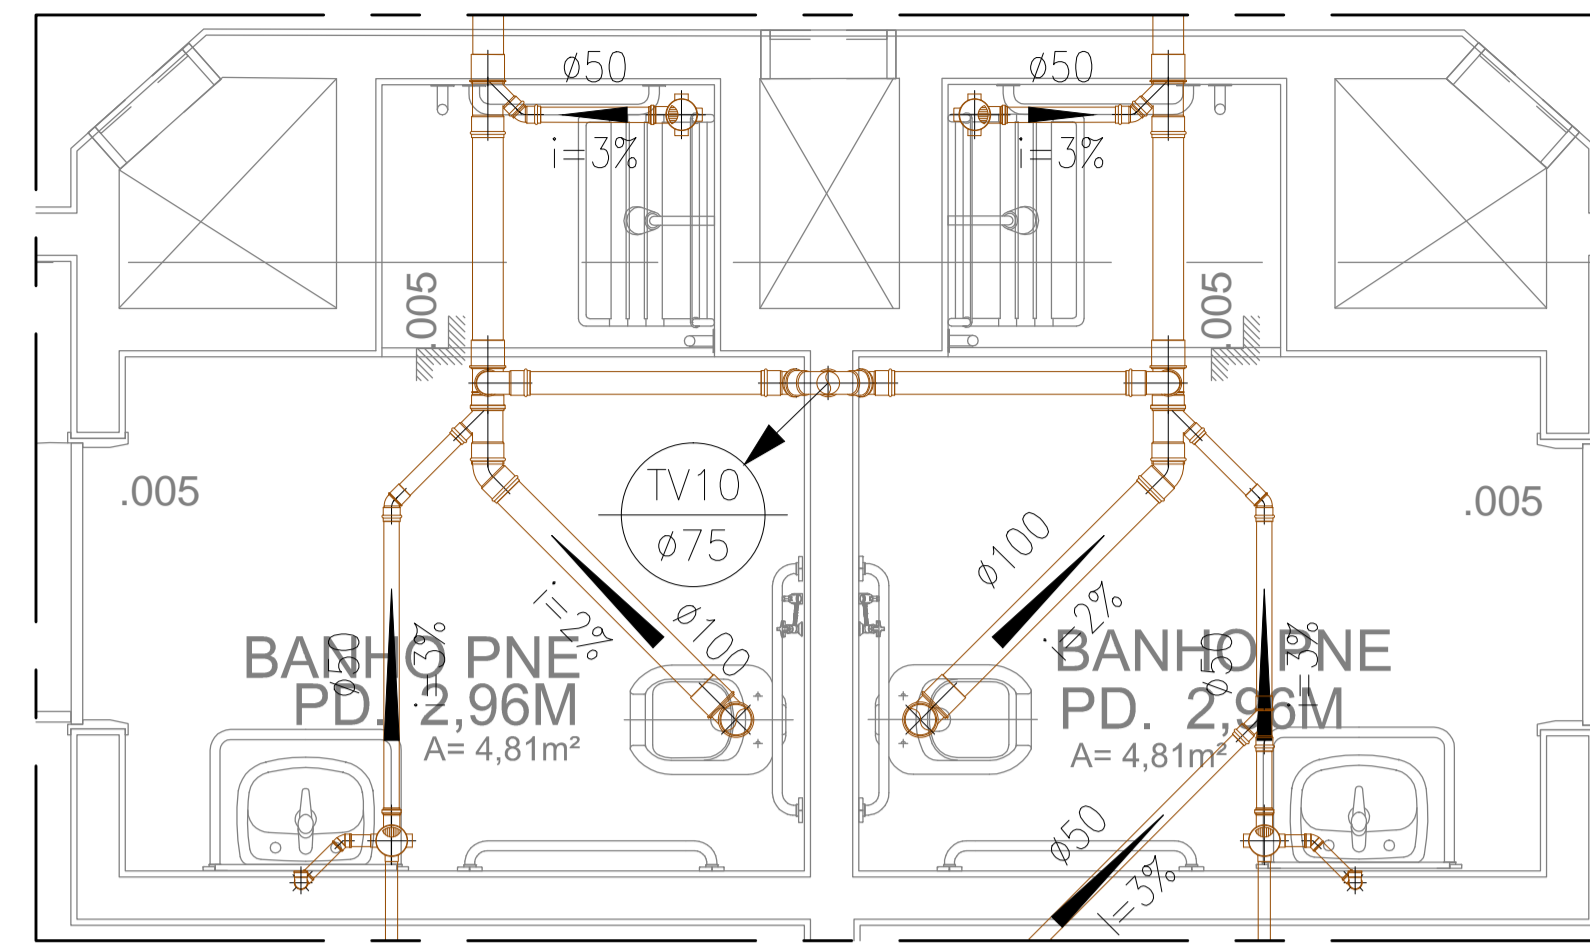 ø50
ø50
i=3%
i=3%
.005
.005
TV10
ø75
.005
.005
ø100
i=2%
i=2%
ø100
BANHO PNE
PD. 2,96M
A= 4,81m²
ø50
i=3%
BANHO PNE
PD. 2,96M
A= 4,81m²
ø50
i=3%
ø50
I=3%